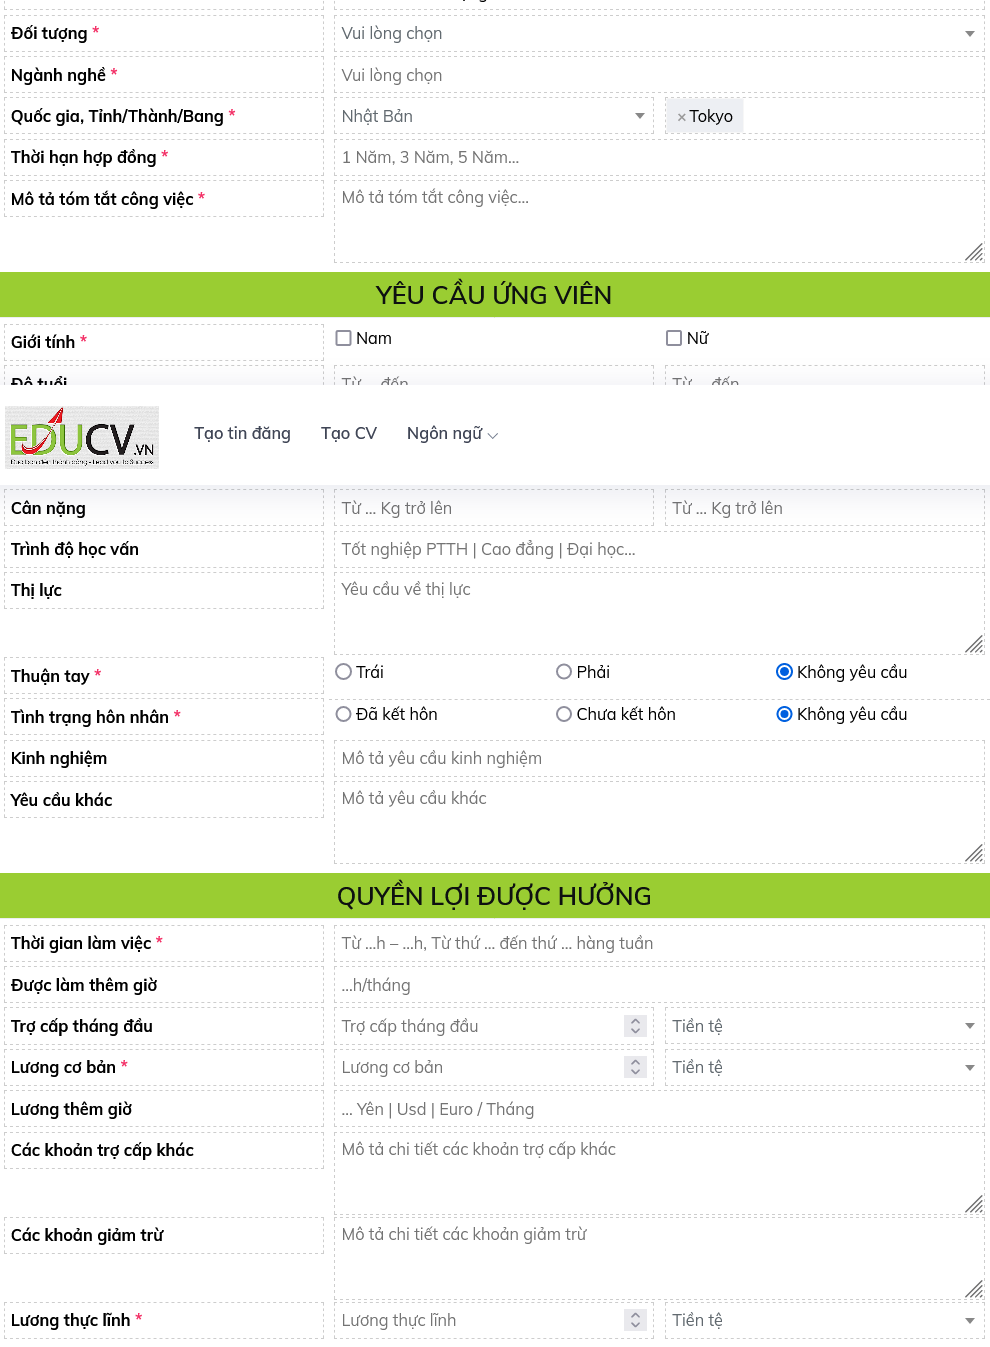 Đối tượng * Vui lòng chọn
Ngành nghề * Vui lòng chọn
Quốc gia, Tỉnh/Thành/Bang * Nhật Bản × Tokyo
Thời hạn hợp đồng * 1 Năm, 3 Năm, 5 Năm...
Mô tả tóm tắt công việc * Mô tả tóm tắt công việc...
YÊU CẦU ỨNG VIÊN
Giới tính * Nam Nữ
Độ tuổi Từ ... đến Từ ... đến
EDUCV.VN Tạo tin đăng Tạo CV Ngôn ngữ
Cân nặng Từ ... Kg trở lên Từ ... Kg trở lên
Trình độ học vấn Tốt nghiệp PTTH | Cao đẳng | Đại học...
Thị lực Yêu cầu về thị lực
Thuận tay * Trái Phải Không yêu cầu
Tình trạng hôn nhân * Đã kết hôn Chưa kết hôn Không yêu cầu
Kinh nghiệm Mô tả yêu cầu kinh nghiệm
Yêu cầu khác Mô tả yêu cầu khác
QUYỀN LỢI ĐƯỢC HƯỞNG
Thời gian làm việc * Từ ...h – ...h, Từ thứ ... đến thứ ... hàng tuần
Được làm thêm giờ ...h/tháng
Trợ cấp tháng đầu Trợ cấp tháng đầu Tiền tệ
Lương cơ bản * Lương cơ bản Tiền tệ
Lương thêm giờ ... Yên | Usd | Euro / Tháng
Các khoản trợ cấp khác Mô tả chi tiết các khoản trợ cấp khác
Các khoản giảm trừ Mô tả chi tiết các khoản giảm trừ
Lương thực lĩnh * Lương thực lĩnh Tiền tệ